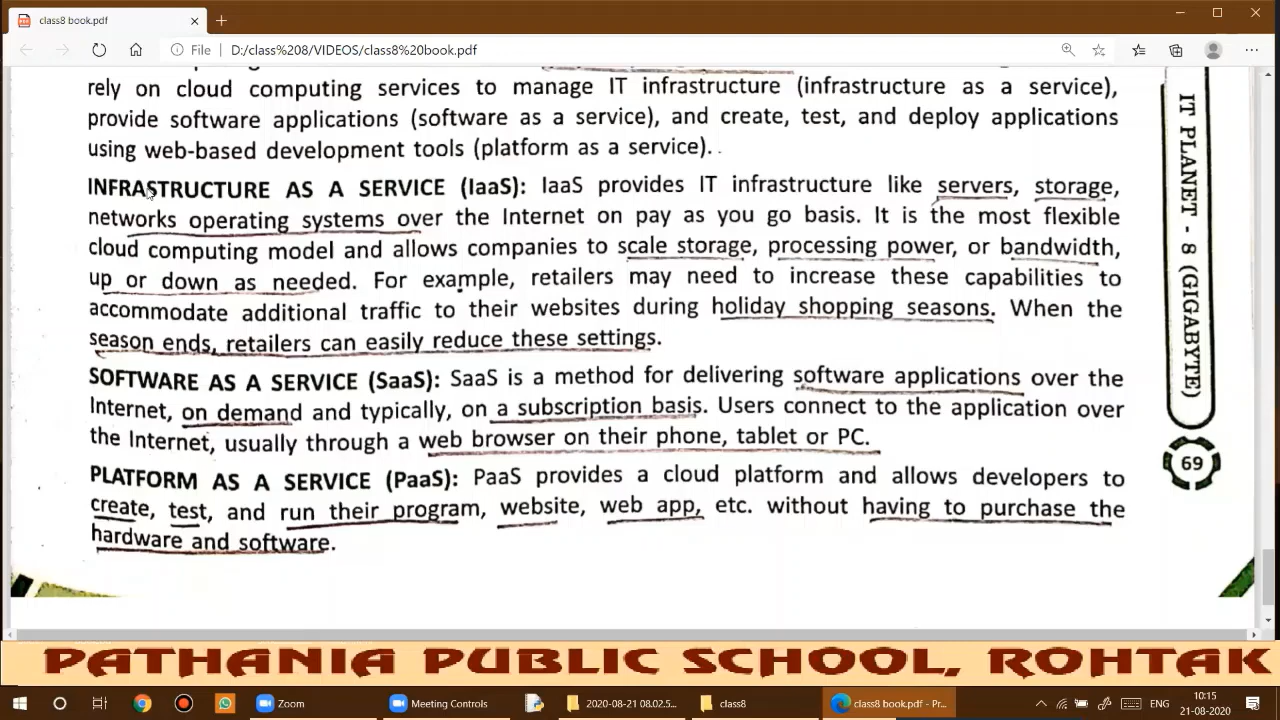 class8 book.pdf
File D:/class%208/VIDEOS/class8%20book.pdf
rely on cloud computing services to manage IT infrastructure (infrastructure as a service),
provide software applications (software as a service), and create, test, and deploy applications
using web-based development tools (platform as a service).
INFRASTRUCTURE AS A SERVICE (IaaS): IaaS provides IT infrastructure like servers, storage,
networks operating systems over the Internet on pay as you go basis. It is the most flexible
cloud computing model and allows companies to scale storage, processing power, or bandwidth,
up or down as needed. For example, retailers may need to increase these capabilities to
accommodate additional traffic to their websites during holiday shopping seasons. When the
season ends, retailers can easily reduce these settings.
SOFTWARE AS A SERVICE (SaaS): SaaS is a method for delivering software applications over the
Internet, on demand and typically, on a subscription basis. Users connect to the application over
the Internet, usually through a web browser on their phone, tablet or PC.
PLATFORM AS A SERVICE (PaaS): PaaS provides a cloud platform and allows developers to
create, test, and run their program, website, web app, etc. without having to purchase the
hardware and software.
IT PLANET - 8 (GIGABYTE)
69
PATHANIA PUBLIC SCHOOL, ROHTAK
Zoom
Meeting Controls
2020-08-21 08.02.5...
class8
class8 book.pdf - Pr...
ENG
10:15
21-08-2020